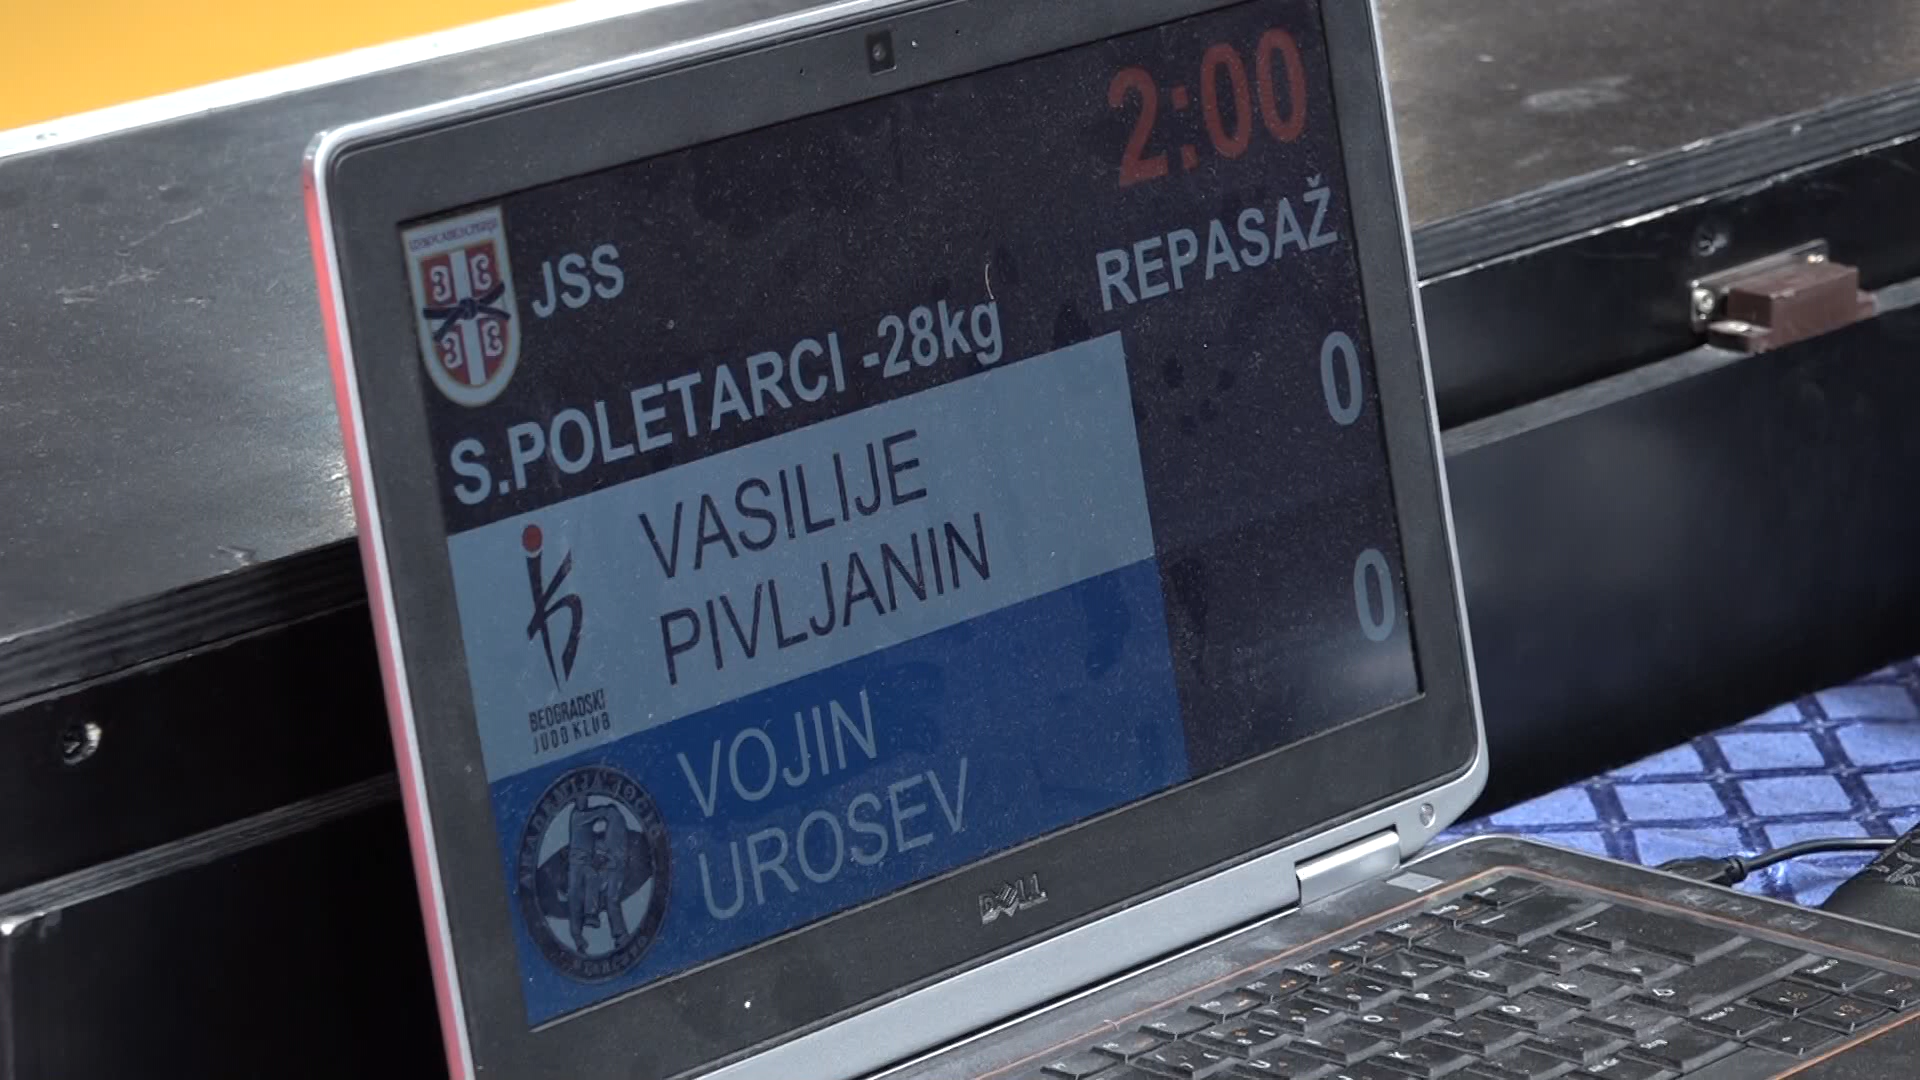 2:00
JSS
REPASAŽ
S.POLETARCI -28kg
VASILIJE
PIVLJANIN
0
BEOGRADSKI
JUDO KLUB
VOJIN
UROSEV
0
DELL